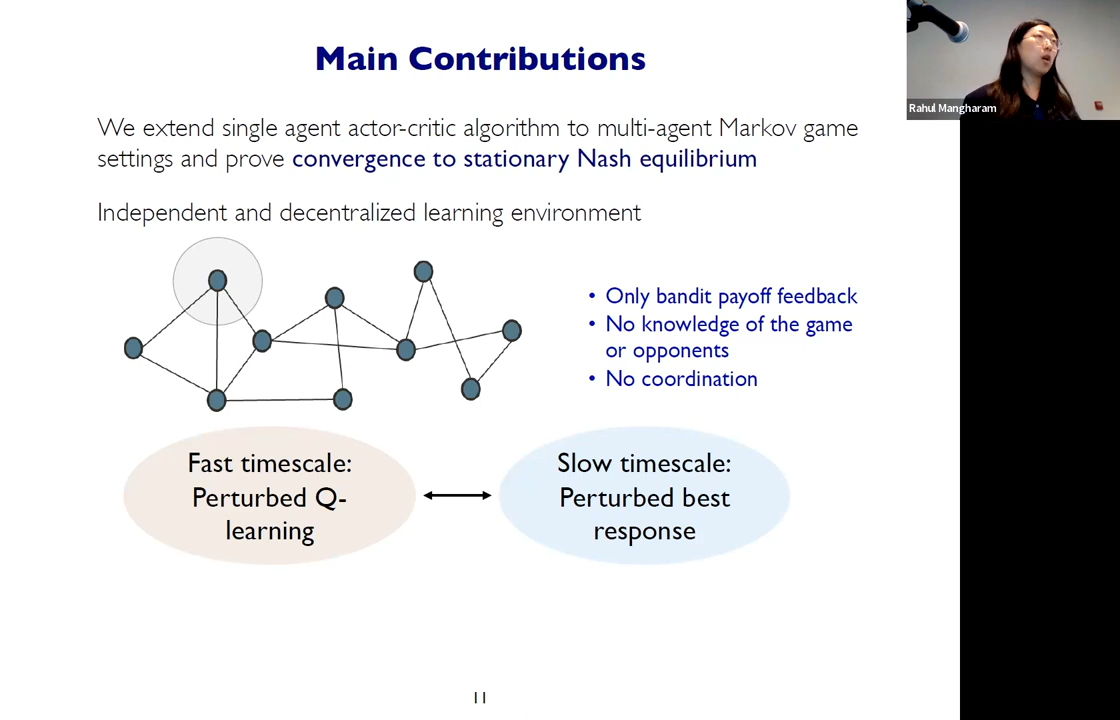 Main Contributions
Rahul Mangharam
We extend single agent actor-critic algorithm to multi-agent Markov game
settings and prove convergence to stationary Nash equilibrium
Independent and decentralized learning environment
• Only bandit payoff feedback
• No knowledge of the game
or opponents
• No coordination
Fast timescale:
Perturbed Q-
learning
Slow timescale:
Perturbed best
response
11